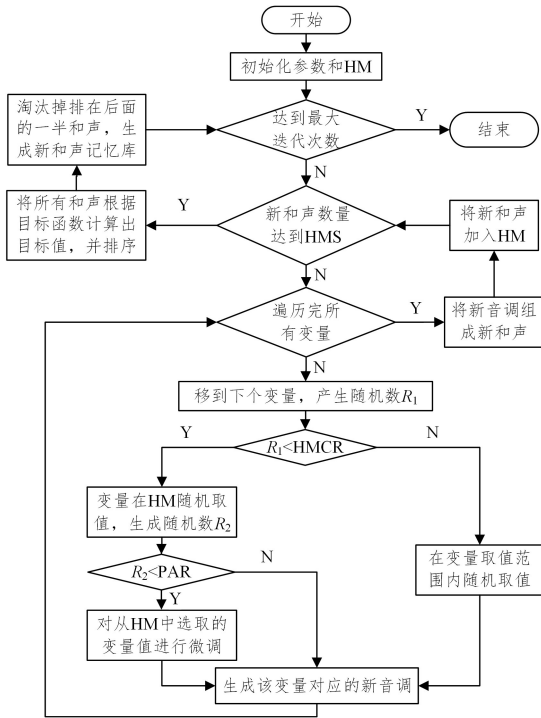 开始
初始化参数和HM
淘汰掉排在后面
的一半和声，生
成新和声记忆库
达到最大
迭代次数
Y
结束
N
将所有和声根据
目标函数计算出
目标值，并排序
Y
新和声数量
达到HMS
将新和声
加入HM
N
遍历完所
有变量
Y
将新音调组
成新和声
N
移到下个变量，产生随机数R₁
Y
R₁<HMCR
N
变量在HM随机取
值，生成随机数R₂
R₂<PAR
N
在变量取值范
围内随机取值
Y
对从HM中选取的
变量值进行微调
生成该变量对应的新音调